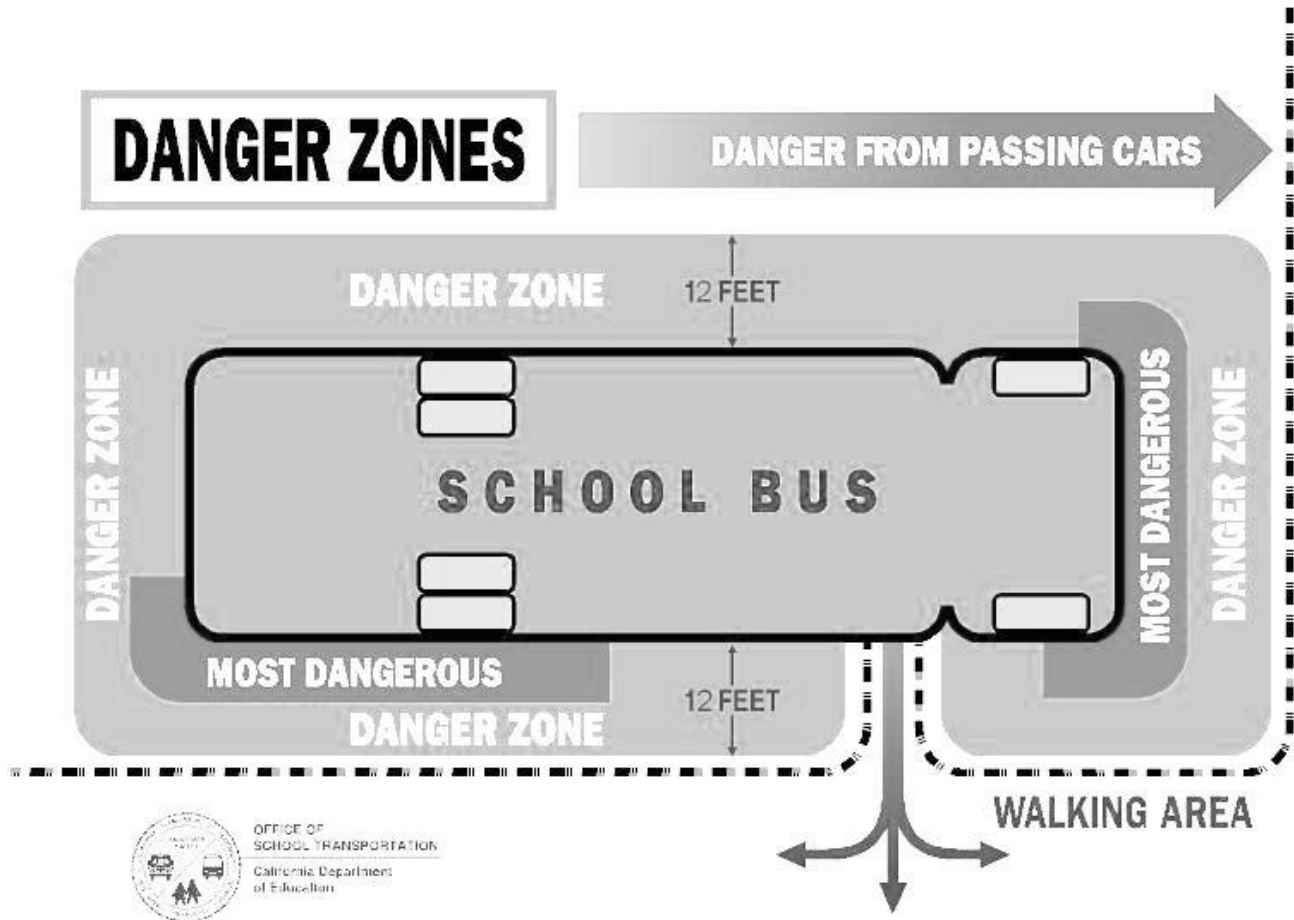 DANGER ZONES
DANGER FROM PASSING CARS
DANGER ZONE
12 FEET
DANGER ZONE
SCHOOL BUS
MOST DANGEROUS
DANGER ZONE
MOST DANGEROUS
12 FEET
DANGER ZONE
WALKING AREA
OFFICE OF
SCHOOL TRANSPORTATION
California Department
of Education